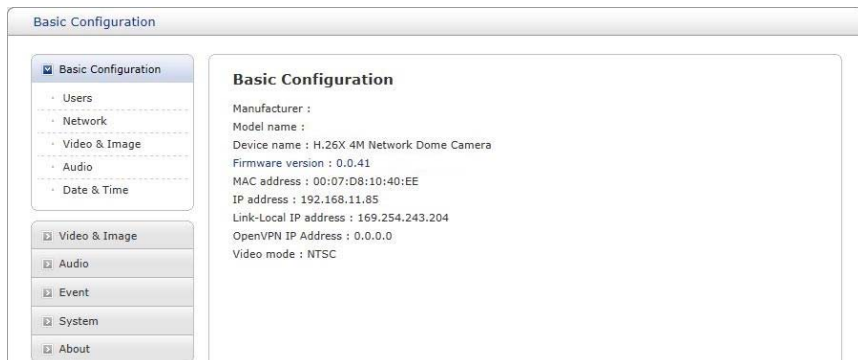 Basic Configuration
Basic Configuration
Users
Network
Video & Image
Audio
Date & Time
Video & Image
Audio
Event
System
About
Basic Configuration
Manufacturer :
Model name :
Device name : H.26X 4M Network Dome Camera
Firmware version : 0.0.41
MAC address : 00:07:D8:10:40:EE
IP address : 192.168.11.85
Link-Local IP address : 169.254.243.204
OpenVPN IP Address : 0.0.0.0
Video mode : NTSC